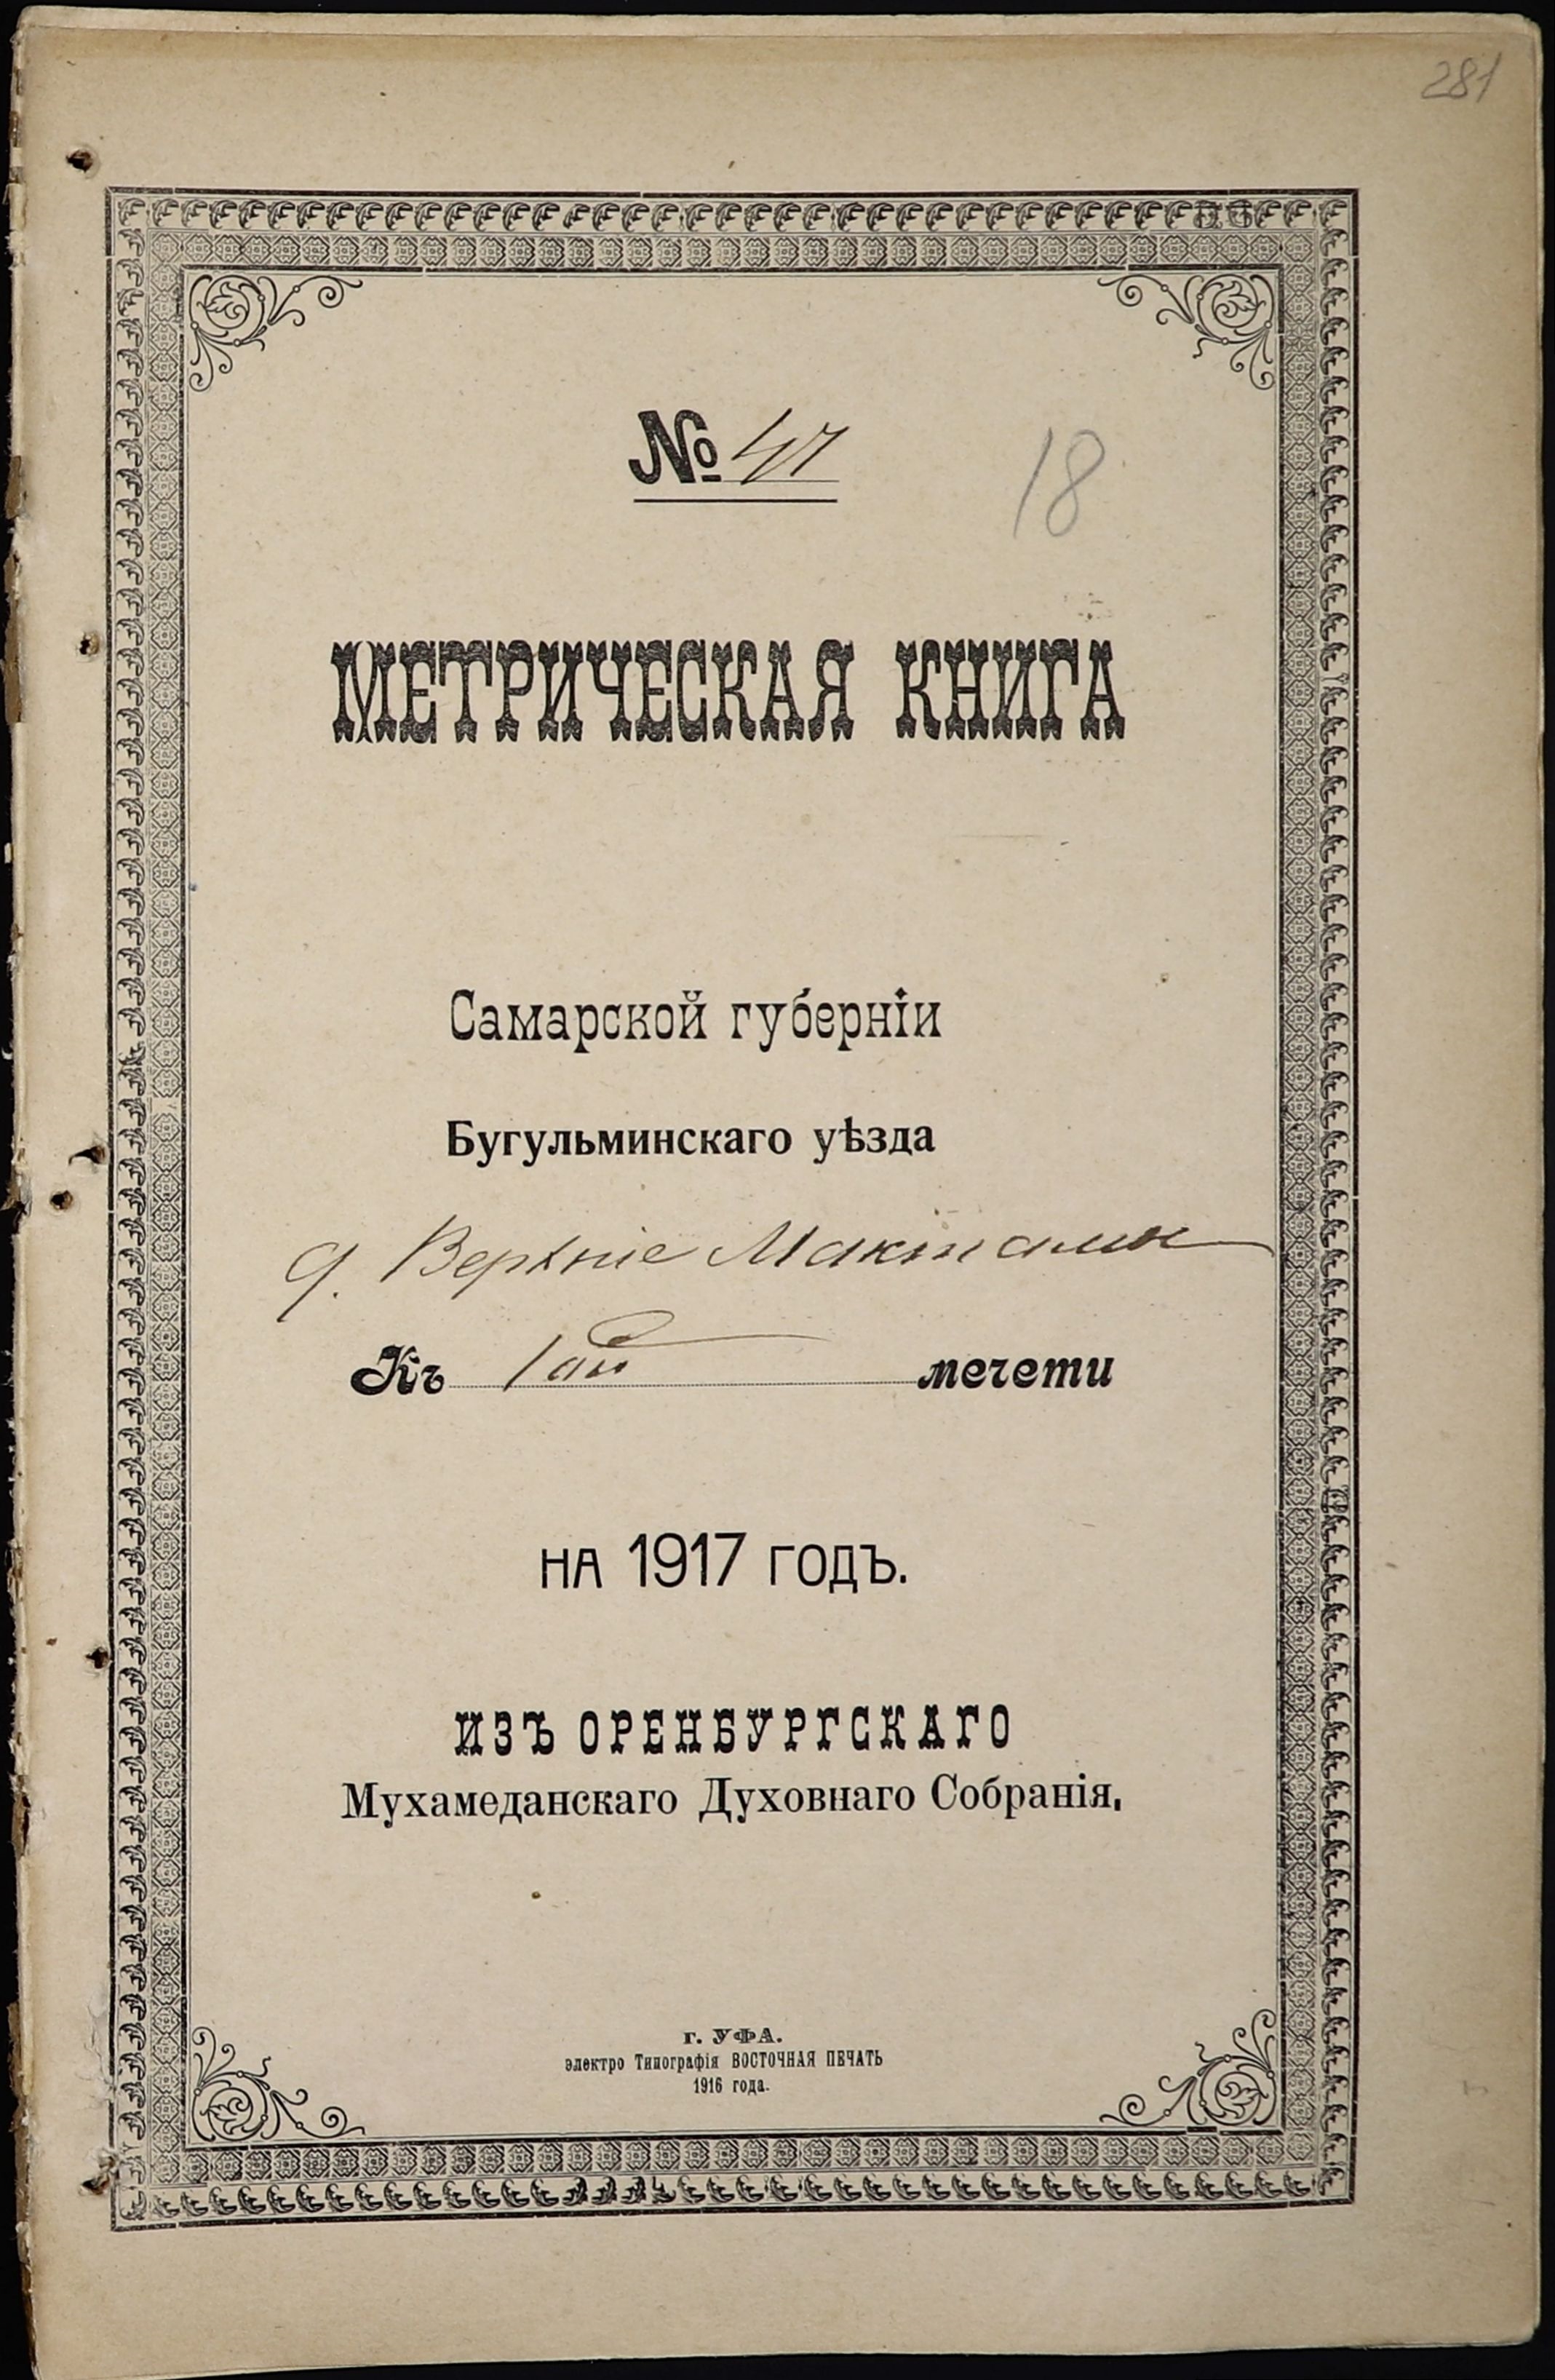 281
№ 47
18
МЕТРИЧЕСКАЯ КНИГА
Самарской губерніи
Бугульминскаго уѣзда
д. Верхніе Макташи
Къ 1ой мечети
на 1917 годъ.
ИЗЪ ОРЕНБУРГСКАГО
Мухамеданскаго Духовнаго Собранія.
г. УФА.
электро Типографія ВОСТОЧНАЯ ПЕЧАТЬ
1916 года.